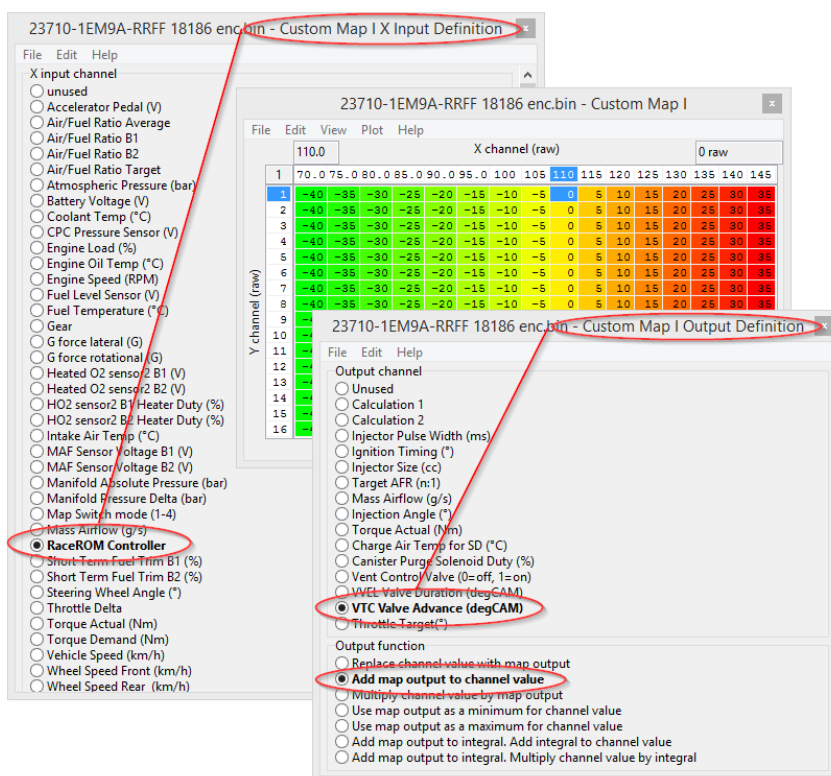 23710-1EM9A-RRFF 18186 enc.bin - Custom Map I X Input Definition x
File Edit Help
X input channel
unused
Accelerator Pedal (V)
Air/Fuel Ratio Average
Air/Fuel Ratio B1
Air/Fuel Ratio B2
Air/Fuel Ratio Target
Atmospheric Pressure (bar)
Battery Voltage (V)
Coolant Temp (°C)
CPC Pressure Sensor (V)
Engine Load (%)
Engine Oil Temp (°C)
Engine Speed (RPM)
Fuel Level Sensor (V)
Fuel Temperature (°C)
Gear
G force lateral (G)
G force rotational (G)
Heated O2 sensor2 B1 (V)
Heated O2 sensor2 B2 (V)
HO2 sensor2 B1 Heater Duty (%)
HO2 sensor2 B2 Heater Duty (%)
Intake Air Temp (°C)
MAF Sensor Voltage B1 (V)
MAF Sensor Voltage B2 (V)
Manifold Absolute Pressure (bar)
Manifold Pressure Delta (bar)
Map Switch mode (1-4)
Mass Airflow (g/s)
RaceROM Controller
Short Term Fuel Trim B1 (%)
Short Term Fuel Trim B2 (%)
Steering Wheel Angle (°)
Throttle Delta
Torque Actual (Nm)
Torque Demand (Nm)
Vehicle Speed (km/h)
Wheel Speed Front (km/h)
Wheel Speed Rear (km/h)
23710-1EM9A-RRFF 18186 enc.bin - Custom Map I x
File Edit View Plot Help
110.0 X channel (raw) 0 raw
1 70.0 75.0 80.0 85.0 90.0 95.0 100 105 110 115 120 125 130 135 140 145
1 -40 -35 -30 -25 -20 -15 -10 -5 0 5 10 15 20 25 30 35
2 -40 -35 -30 -25 -20 -15 -10 -5 0 5 10 15 20 25 30 35
3 -40 -35 -30 -25 -20 -15 -10 -5 0 5 10 15 20 25 30 35
4 -40 -35 -30 -25 -20 -15 -10 -5 0 5 10 15 20 25 30 35
5 -40 -35 -30 -25 -20 -15 -10 -5 0 5 10 15 20 25 30 35
6 -40 -35 -30 -25 -20 -15 -10 -5 0 5 10 15 20 25 30 35
7 -40 -35 -30 -25 -20 -15 -10 -5 0 5 10 15 20 25 30 35
8 -40 -35 -30 -25 -20 -15 -10 -5 0 5 10 15 20 25 30 35
9
10
11
12
13
14
15
16
Y channel (raw)
23710-1EM9A-RRFF 18186 enc.bin - Custom Map I Output Definition x
File Edit Help
Output channel
Unused
Calculation 1
Calculation 2
Injector Pulse Width (ms)
Ignition Timing (°)
Injector Size (cc)
Target AFR (n:1)
Mass Airflow (g/s)
Injection Angle (°)
Torque Actual (Nm)
Charge Air Temp for SD (°C)
Canister Purge Solenoid Duty (%)
Vent Control Valve (0=off, 1=on)
VVEL Valve Duration (degCAM)
VTC Valve Advance (degCAM)
Throttle Target(°)
Output function
Replace channel value with map output
Add map output to channel value
Multiply channel value by map output
Use map output as a minimum for channel value
Use map output as a maximum for channel value
Add map output to integral. Add integral to channel value
Add map output to integral. Multiply channel value by integral